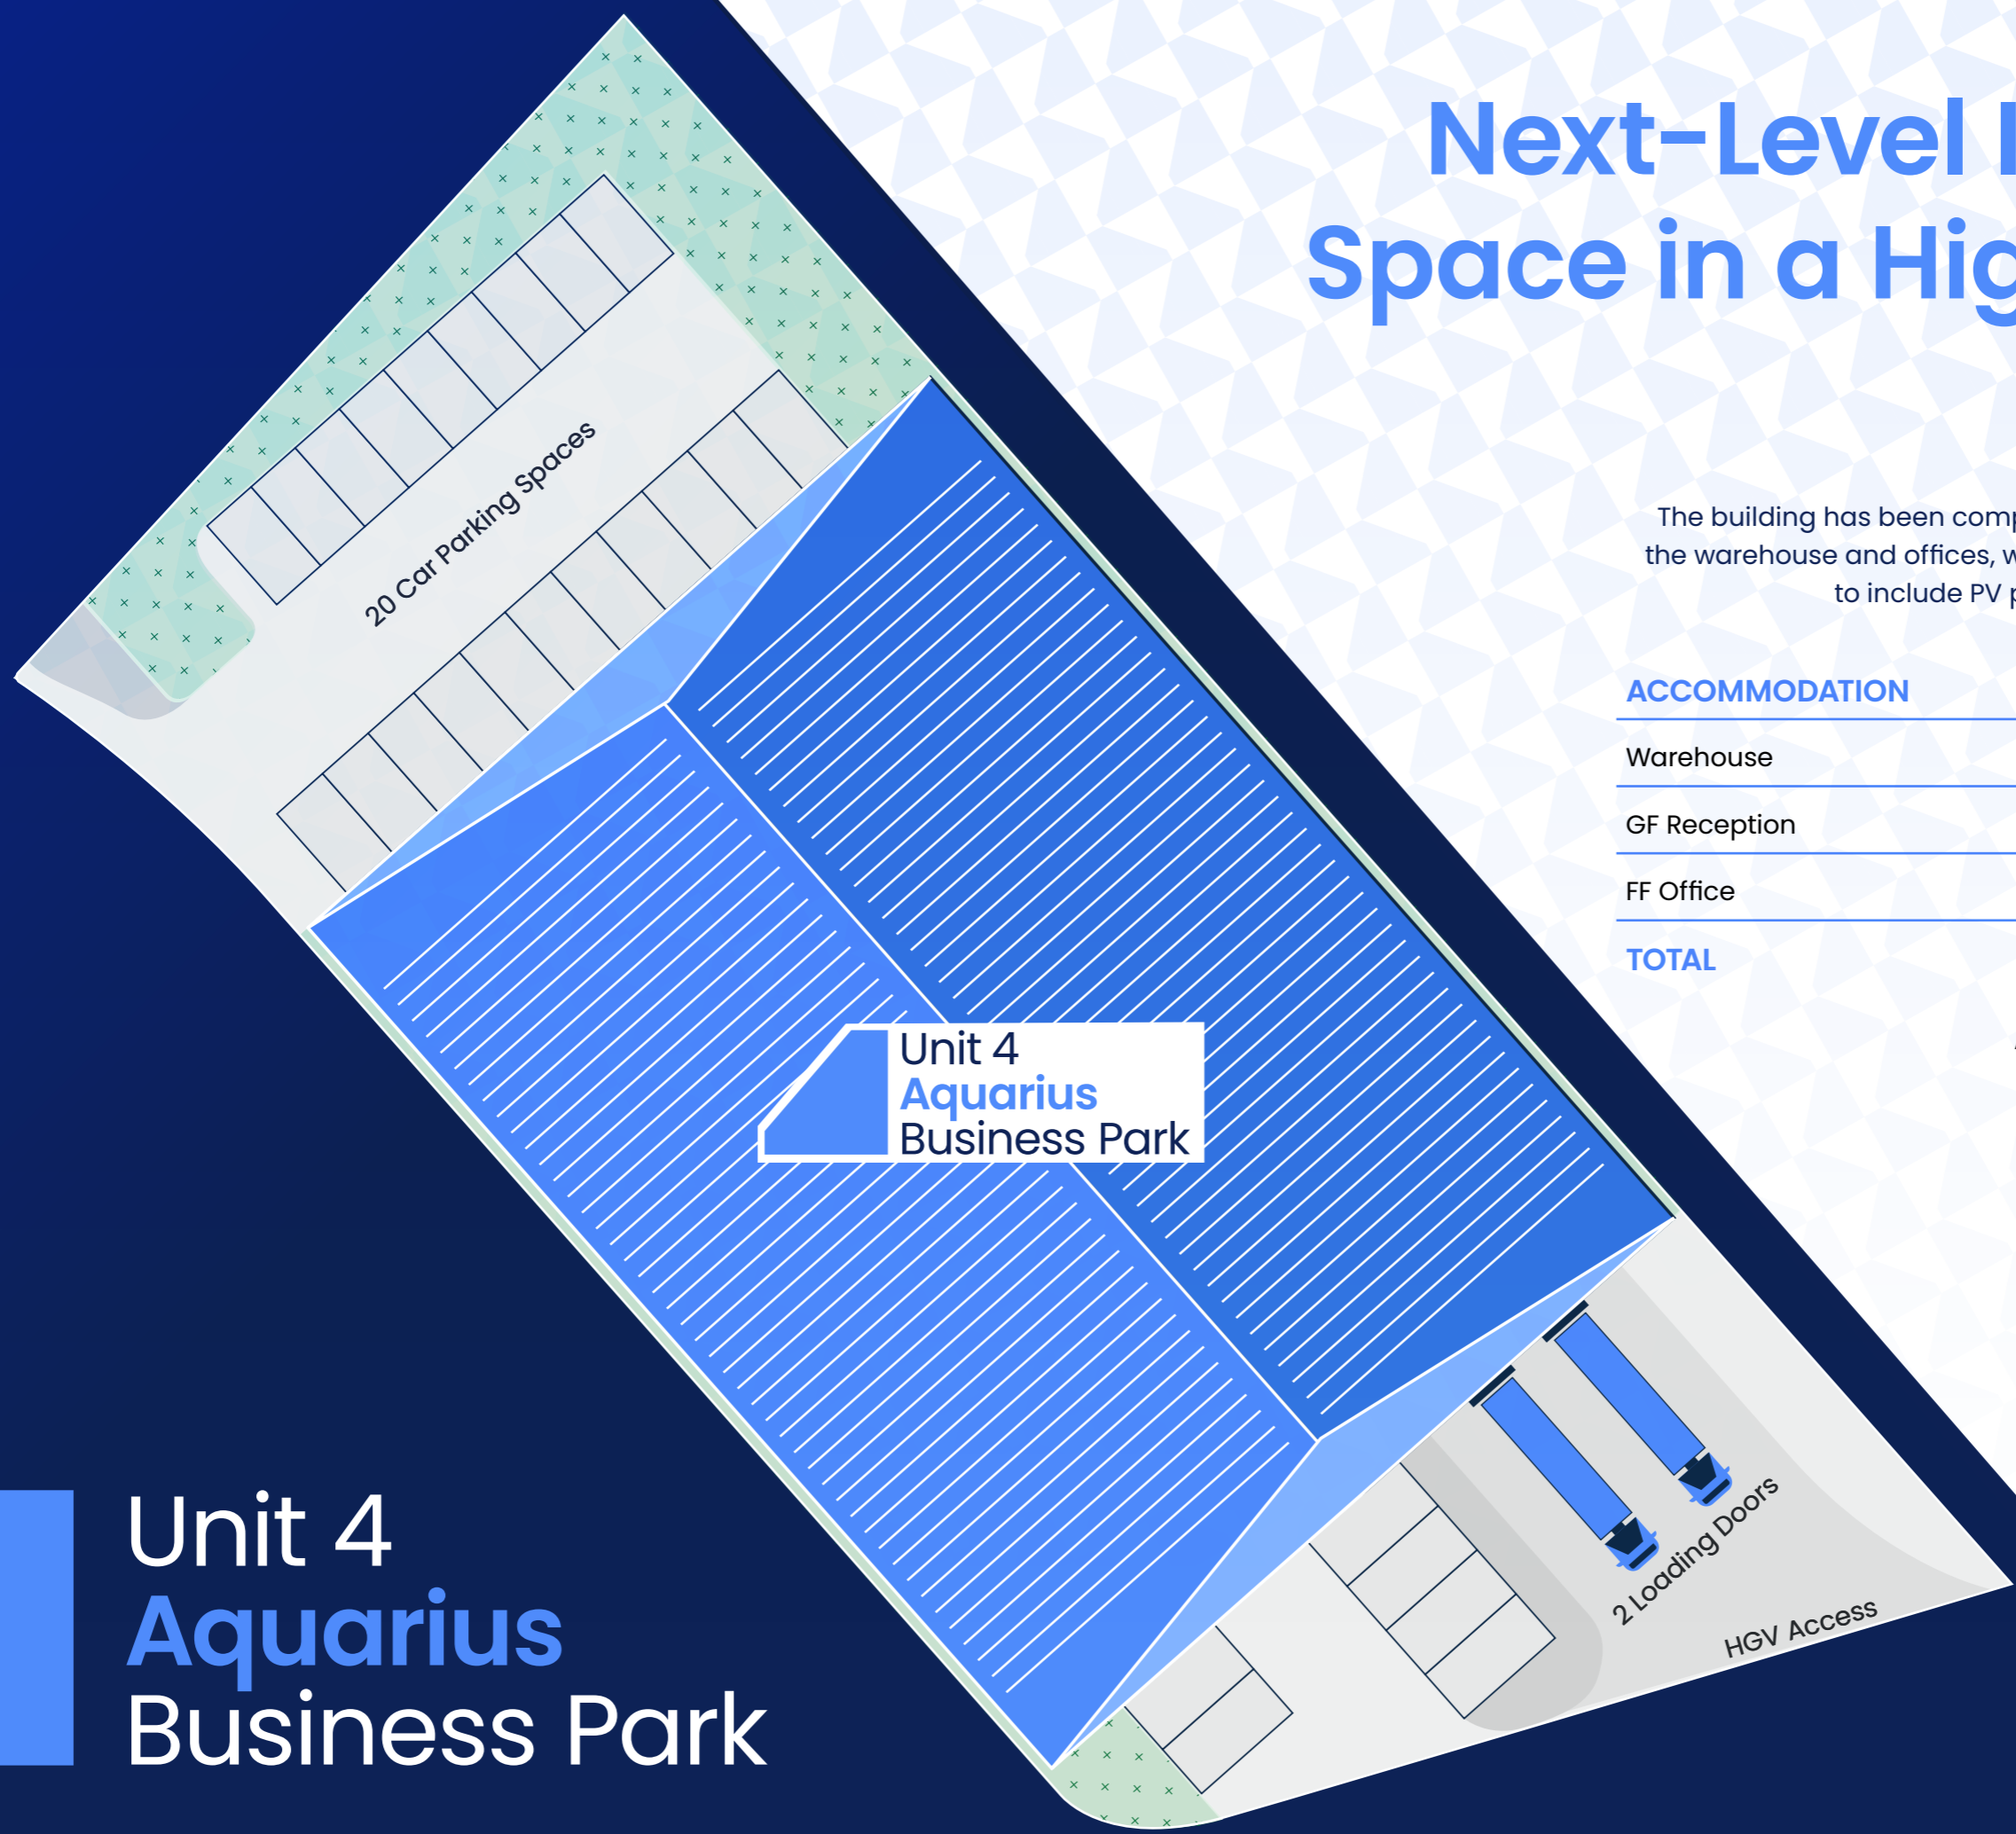 Next-Level
Space in a
20 Car Parking Spaces
The building has been
the warehouse and offices,
to include PV
ACCOMMODATION
Warehouse
GF Reception
FF Office
TOTAL
Unit 4
Aquarius
Business Park
2 Loading Doors
HGV Access
Unit 4
Aquarius
Business Park